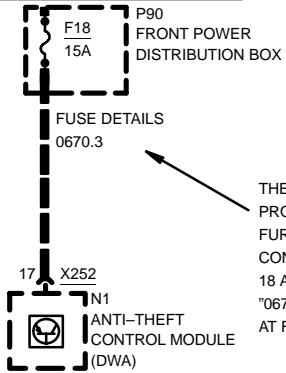 P90
F18
FRONT POWER
15A
DISTRIBUTION BOX
FUSE DETAILS
0670.3
THE
PRO
FUR
CON
18 A
"067
AT F
17 X252
N1
ANTI–THEFT
CONTROL MODULE
(DWA)